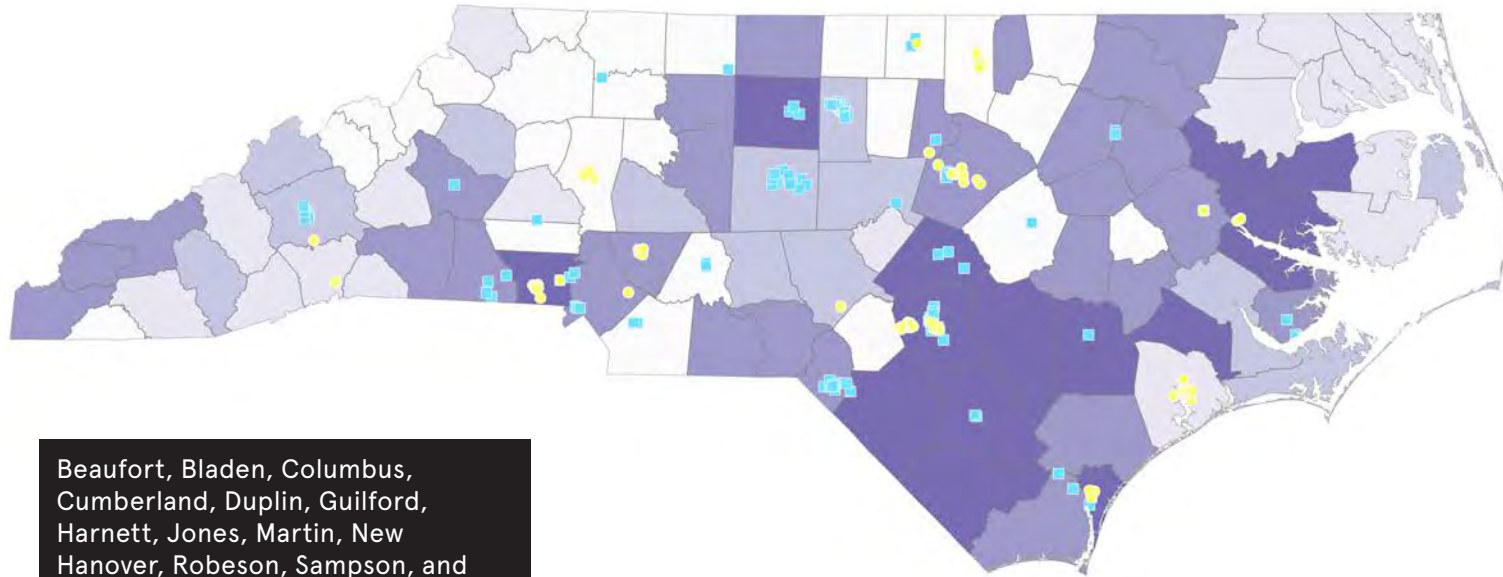 Beaufort, Bladen, Columbus,
Cumberland, Duplin, Guilford,
Harnett, Jones, Martin, New
Hanover, Robeson, Sampson, and